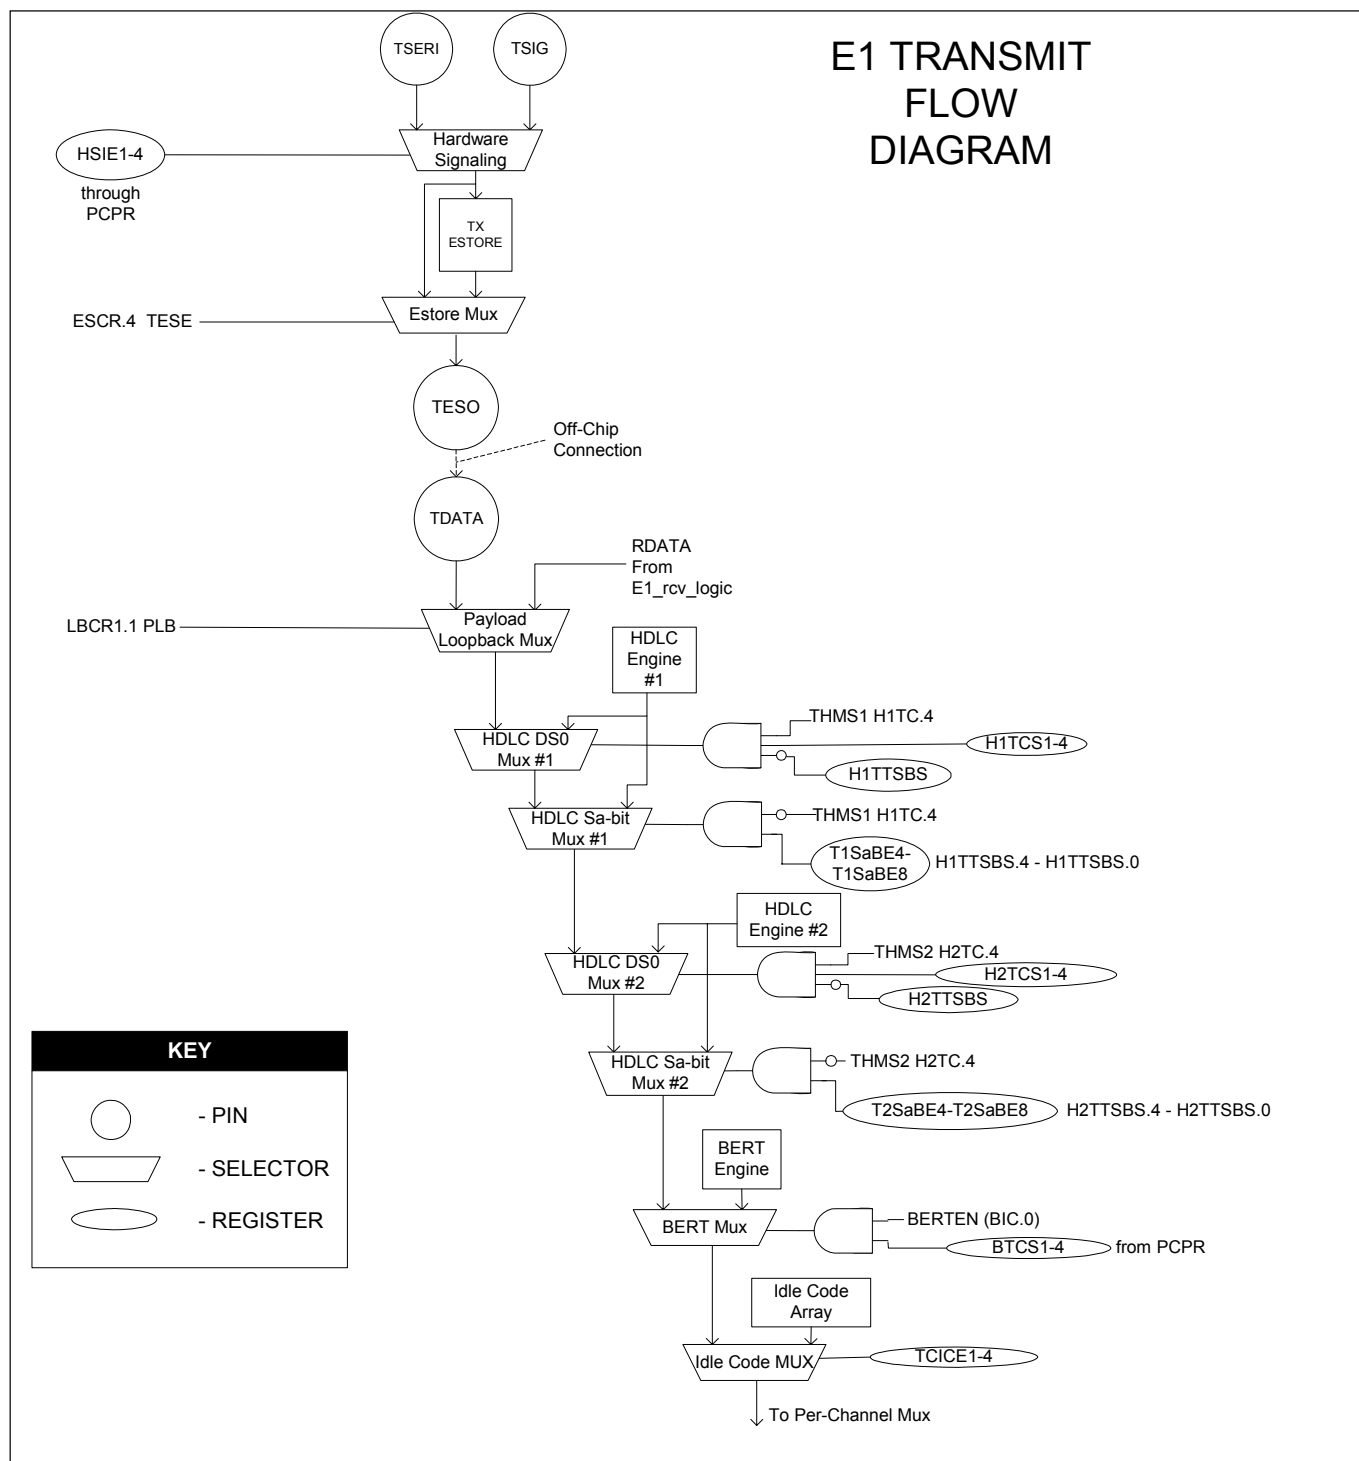 E1 TRANSMIT
FLOW
DIAGRAM
TSERI
TSIG
Hardware
Signaling
HSIE1-4
through
PCPR
TX
ESTORE
Estore Mux
ESCR.4 TESE
TESO
Off-Chip
Connection
TDATA
RDATA
From
E1_rcv_logic
LBCR1.1 PLB
Payload
Loopback Mux
HDLC
Engine
#1
THMS1 H1TC.4
HDLC DS0
Mux #1
H1TCS1-4
H1TTSBS
HDLC Sa-bit
Mux #1
THMS1 H1TC.4
T1SaBE4-
T1SaBE8
H1TTSBS.4 - H1TTSBS.0
HDLC
Engine #2
THMS2 H2TC.4
HDLC DS0
Mux #2
H2TCS1-4
H2TTSBS
HDLC Sa-bit
Mux #2
THMS2 H2TC.4
T2SaBE4-T2SaBE8
H2TTSBS.4 - H2TTSBS.0
KEY
- PIN
- SELECTOR
- REGISTER
BERT
Engine
BERT Mux
BERTEN (BIC.0)
BTCS1-4
from PCPR
Idle Code
Array
Idle Code MUX
TCICE1-4
To Per-Channel Mux